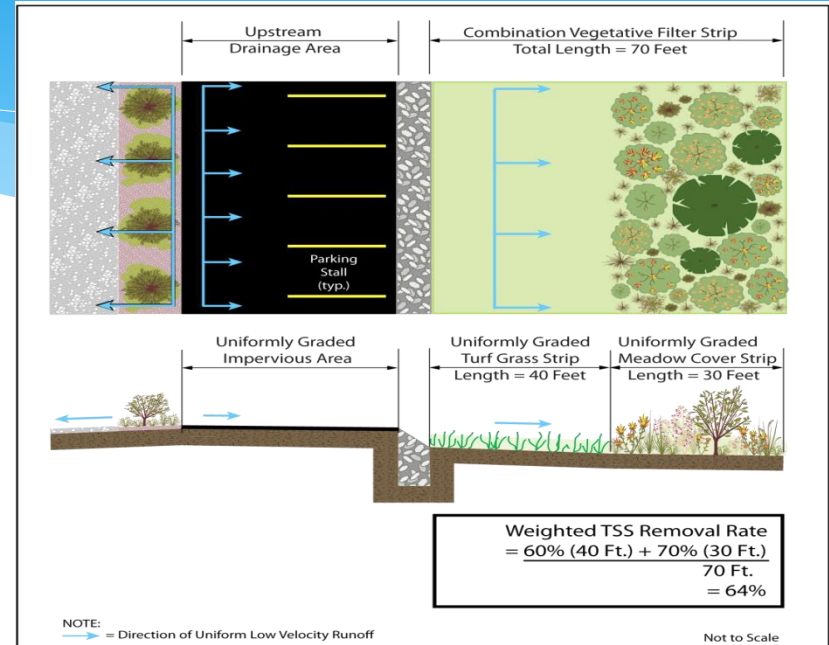 Upstream
Drainage Area
Combination Vegetative Filter Strip
Total Length = 70 Feet
Parking
Stall
(typ.)
Uniformly Graded
Impervious Area
Uniformly Graded
Turf Grass Strip
Length = 40 Feet
Uniformly Graded
Meadow Cover Strip
Length = 30 Feet
Weighted TSS Removal Rate
= 60% (40 Ft.) + 70% (30 Ft.)
70 Ft.
= 64%
NOTE:
= Direction of Uniform Low Velocity Runoff
Not to Scale